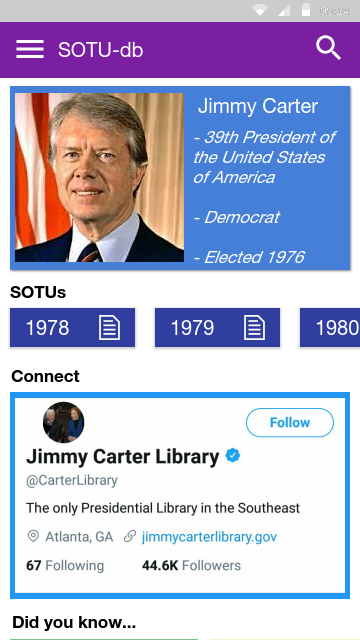 SOTU-db
Jimmy Carter
- 39th President of
the United States
of America
- Democrat
- Elected 1976
SOTUs
1978
1979
1980
Connect
Follow
Jimmy Carter Library
@CarterLibrary
The only Presidential Library in the Southeast
Atlanta, GA jimmycarterlibrary.gov
67 Following 44.6K Followers
Did you know...